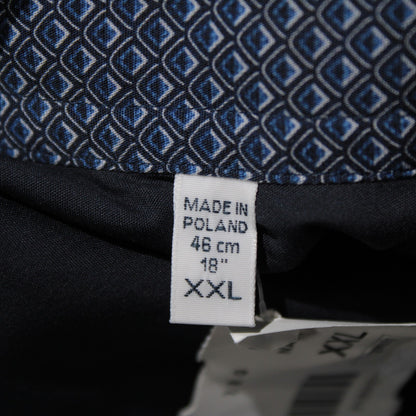 MADE IN
POLAND
46 cm
18"
XXL
XXL